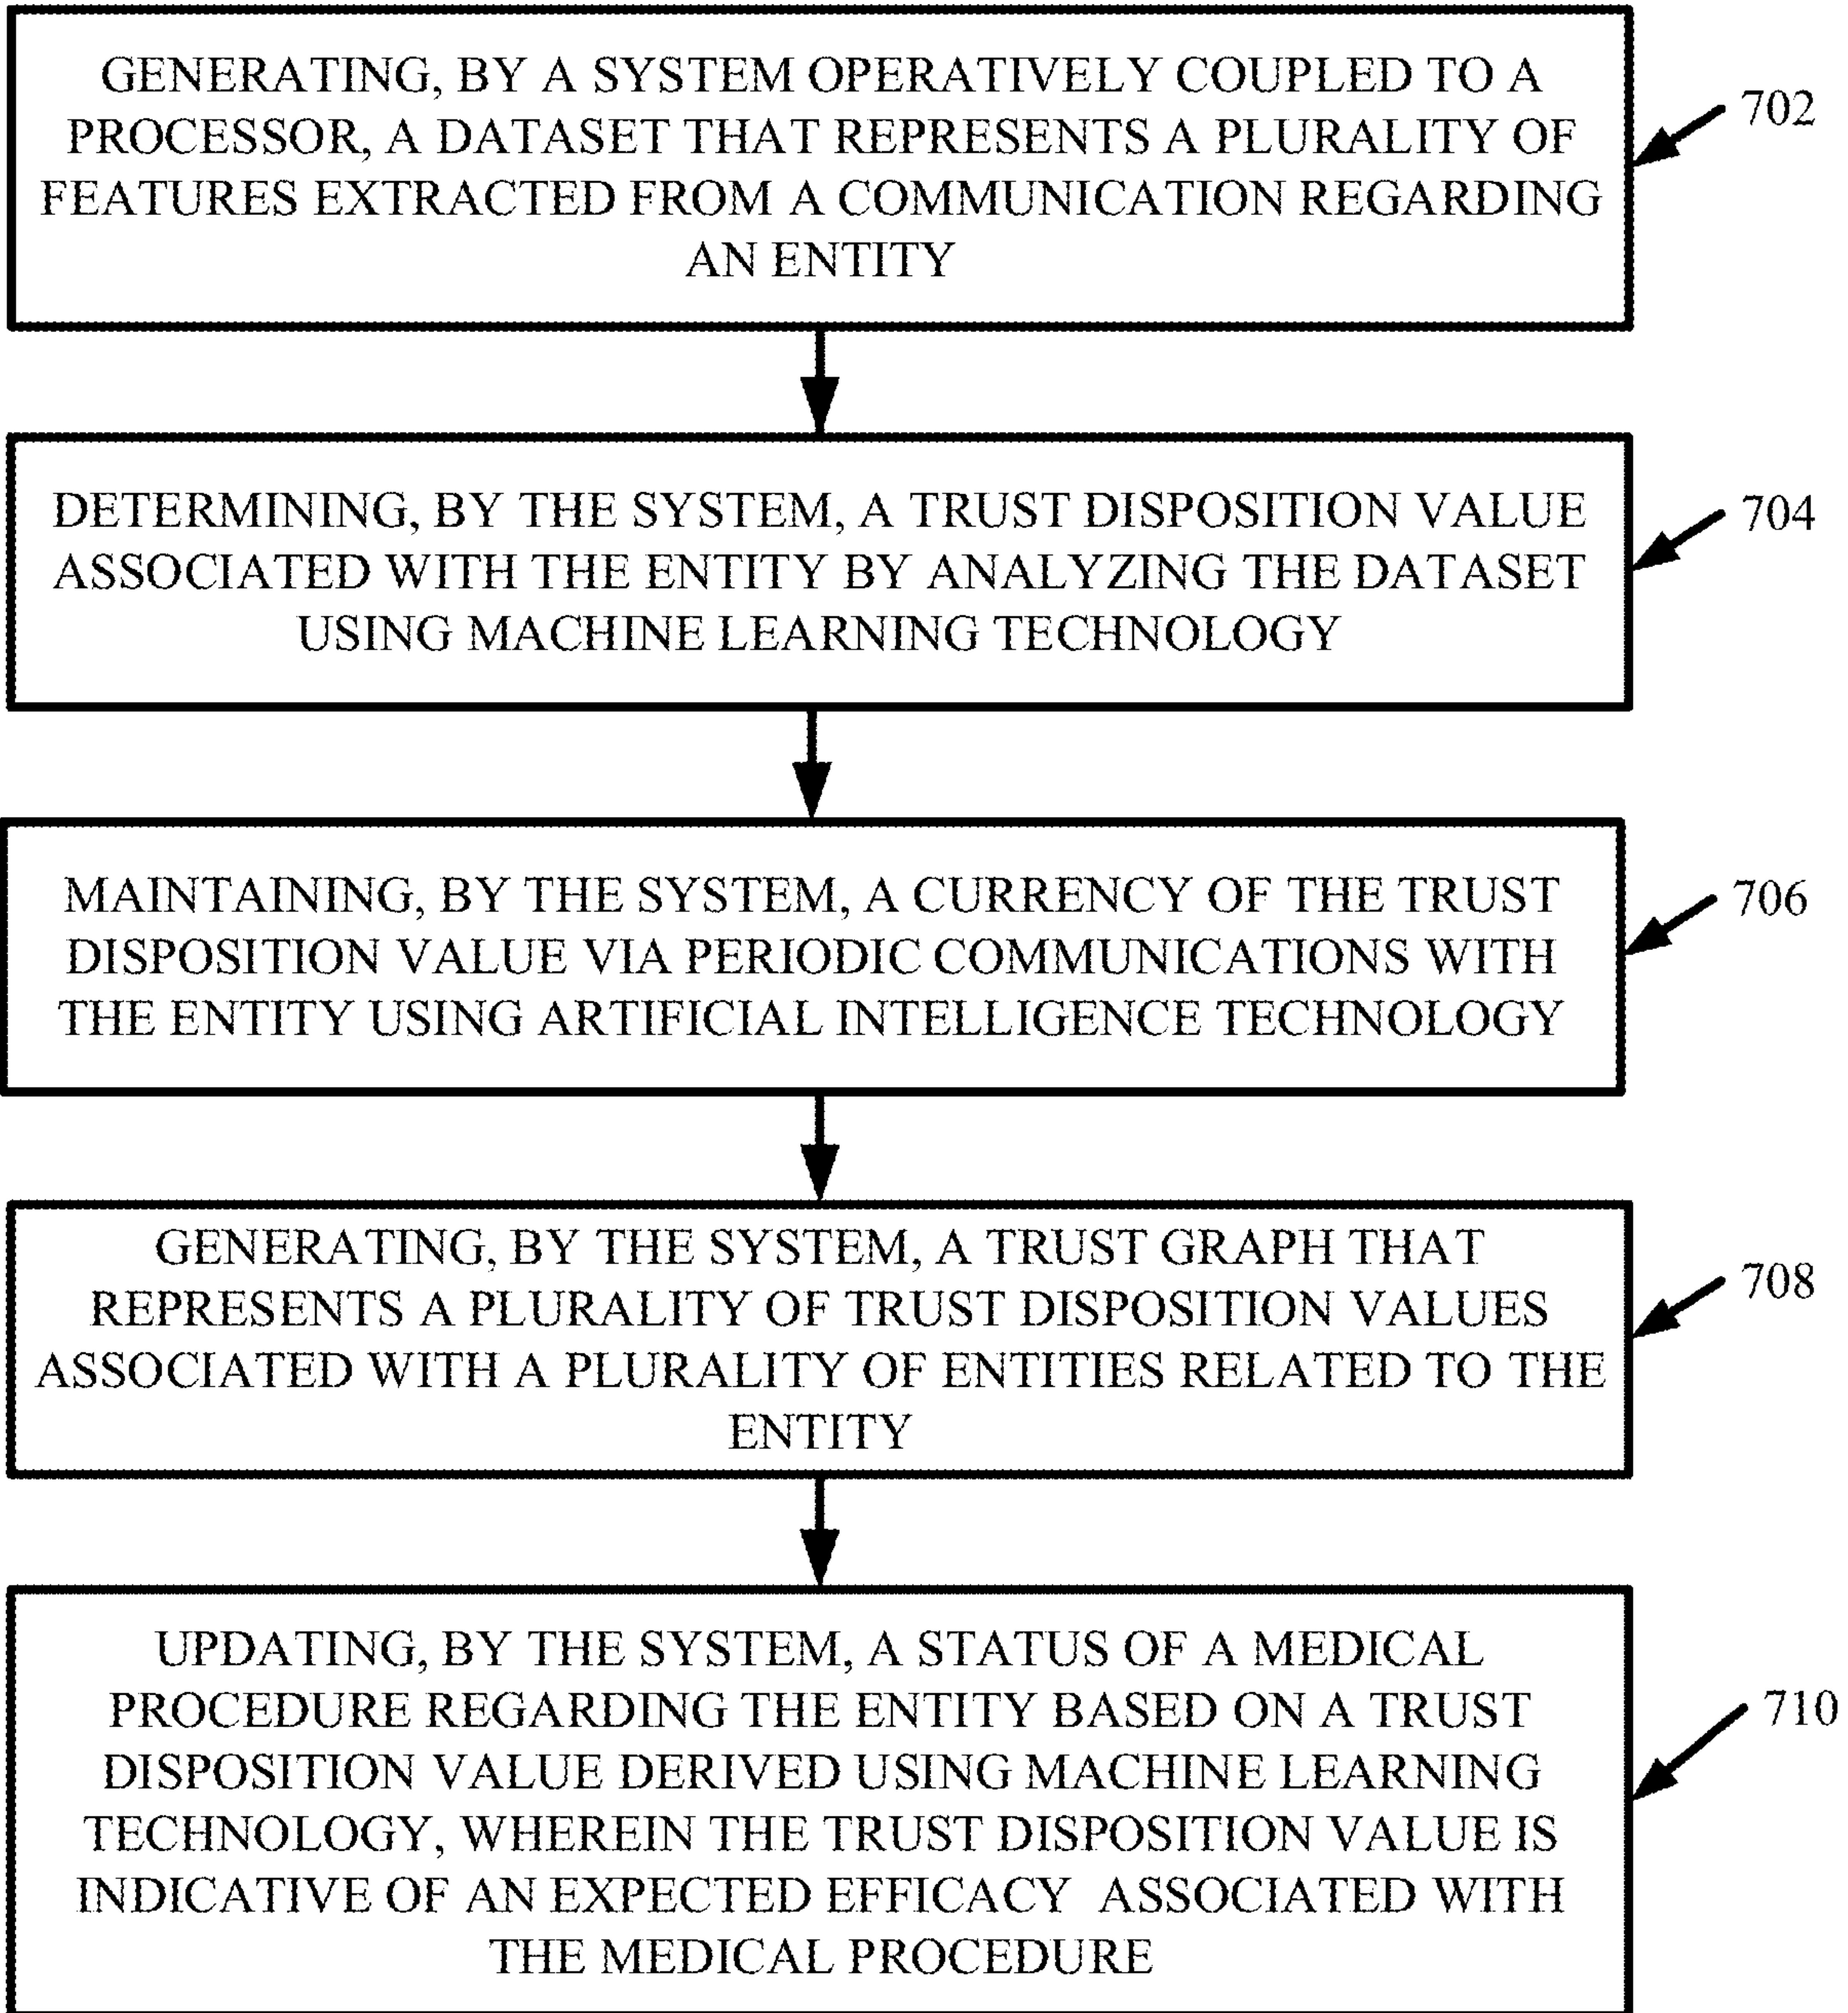 GENERATING, BY A SYSTEM OPERATIVELY COUPLED TO A
PROCESSOR, A DATASET THAT REPRESENTS A PLURALITY OF
FEATURES EXTRACTED FROM A COMMUNICATION REGARDING
AN ENTITY
702
DETERMINING, BY THE SYSTEM, A TRUST DISPOSITION VALUE
ASSOCIATED WITH THE ENTITY BY ANALYZING THE DATASET
USING MACHINE LEARNING TECHNOLOGY
704
MAINTAINING, BY THE SYSTEM, A CURRENCY OF THE TRUST
DISPOSITION VALUE VIA PERIODIC COMMUNICATIONS WITH
THE ENTITY USING ARTIFICIAL INTELLIGENCE TECHNOLOGY
706
GENERATING, BY THE SYSTEM, A TRUST GRAPH THAT
REPRESENTS A PLURALITY OF TRUST DISPOSITION VALUES
ASSOCIATED WITH A PLURALITY OF ENTITIES RELATED TO THE
ENTITY
708
UPDATING, BY THE SYSTEM, A STATUS OF A MEDICAL
PROCEDURE REGARDING THE ENTITY BASED ON A TRUST
DISPOSITION VALUE DERIVED USING MACHINE LEARNING
TECHNOLOGY, WHEREIN THE TRUST DISPOSITION VALUE IS
INDICATIVE OF AN EXPECTED EFFICACY ASSOCIATED WITH
THE MEDICAL PROCEDURE
710